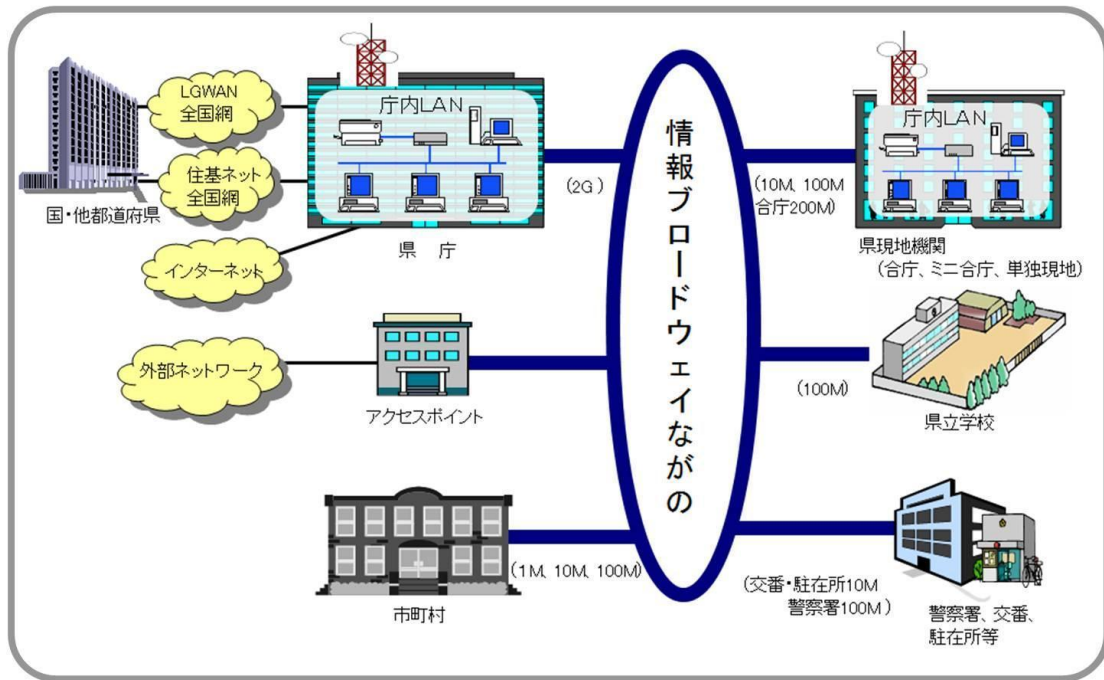 LGWAN
全国網
住基ネット
全国網
国・他都道府県
インターネット
庁内LAN
県 庁
(2G)
外部ネットワーク
アクセスポイント
市町村
(1M、10M、100M)
情報ブロードウェイながの
庁内LAN
(10M、100M
合庁200M)
県現地機関
(合庁、ミニ合庁、単独現地)
(100M)
県立学校
(交番・駐在所10M
警察署100M)
警察署、交番、
駐在所等